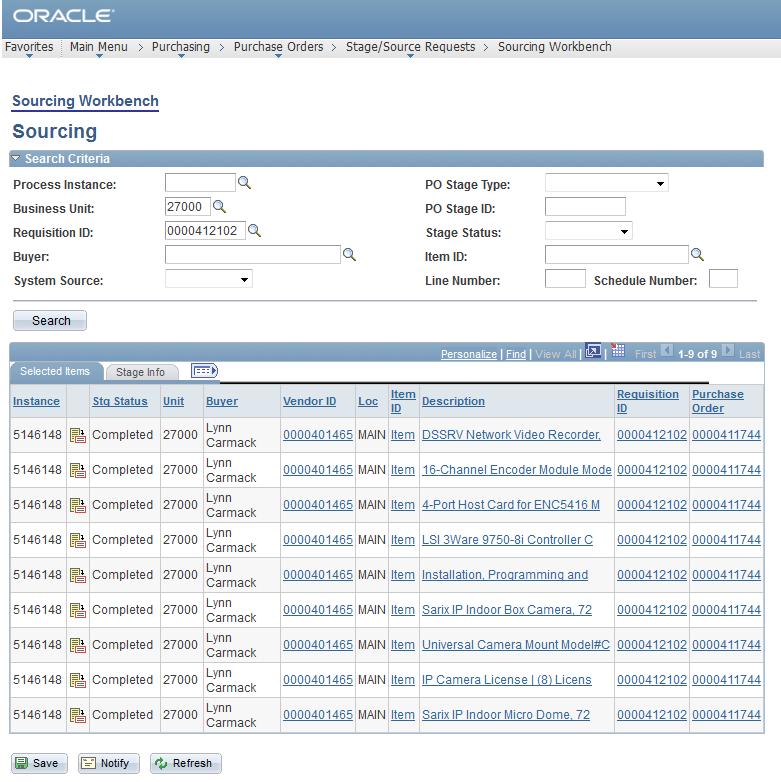 ORACLE®
Favorites Main Menu > Purchasing > Purchase Orders > Stage/Source Requests > Sourcing Workbench
Sourcing Workbench
Sourcing
Search Criteria
Process Instance: PO Stage Type:
Business Unit: 27000 PO Stage ID:
Requisition ID: 0000412102 Stage Status:
Buyer: Item ID:
System Source: Line Number: Schedule Number:
Search
Personalize | Find | View All | | First 1-9 of 9 Last
Selected Items Stage Info
Instance Stg Status Unit Buyer Vendor ID Loc Item ID Description Requisition ID Purchase Order
5146148 Completed 27000 Lynn Carmack 0000401465 MAIN Item DSSRV Network Video Recorder, 0000412102 0000411744
5146148 Completed 27000 Lynn Carmack 0000401465 MAIN Item 16-Channel Encoder Module Mode 0000412102 0000411744
5146148 Completed 27000 Lynn Carmack 0000401465 MAIN Item 4-Port Host Card for ENC5416 M 0000412102 0000411744
5146148 Completed 27000 Lynn Carmack 0000401465 MAIN Item LSI 3Ware 9750-8i Controller C 0000412102 0000411744
5146148 Completed 27000 Lynn Carmack 0000401465 MAIN Item Installation, Programming and 0000412102 0000411744
5146148 Completed 27000 Lynn Carmack 0000401465 MAIN Item Sarix IP Indoor Box Camera, 72 0000412102 0000411744
5146148 Completed 27000 Lynn Carmack 0000401465 MAIN Item Universal Camera Mount Model#C 0000412102 0000411744
5146148 Completed 27000 Lynn Carmack 0000401465 MAIN Item IP Camera License | (8) Licens 0000412102 0000411744
5146148 Completed 27000 Lynn Carmack 0000401465 MAIN Item Sarix IP Indoor Micro Dome, 72 0000412102 0000411744
Save Notify Refresh